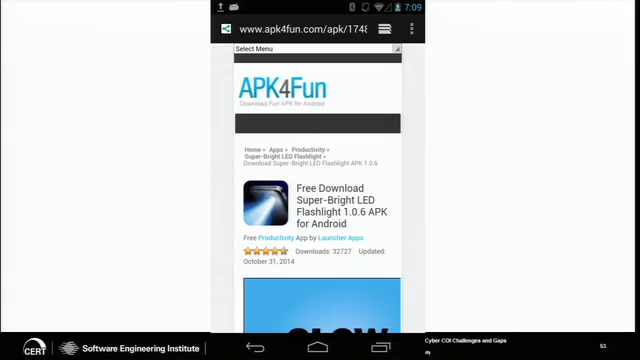 7:09
www.apk4fun.com/apk/1748
Select Menu
APK4Fun
Download Fun APK for Android
Home » Apps » Productivity »
Super-Bright LED Flashlight »
Download Super-Bright LED Flashlight APK 1.0.6
Free Download
Super-Bright LED
Flashlight 1.0.6 APK
for Android
Free Productivity App by Launcher Apps
Downloads: 32727 Updated:
October 31, 2014
GLOW
CERT
Software Engineering Institute
Cyber COI Challenges and Gaps
ity
53